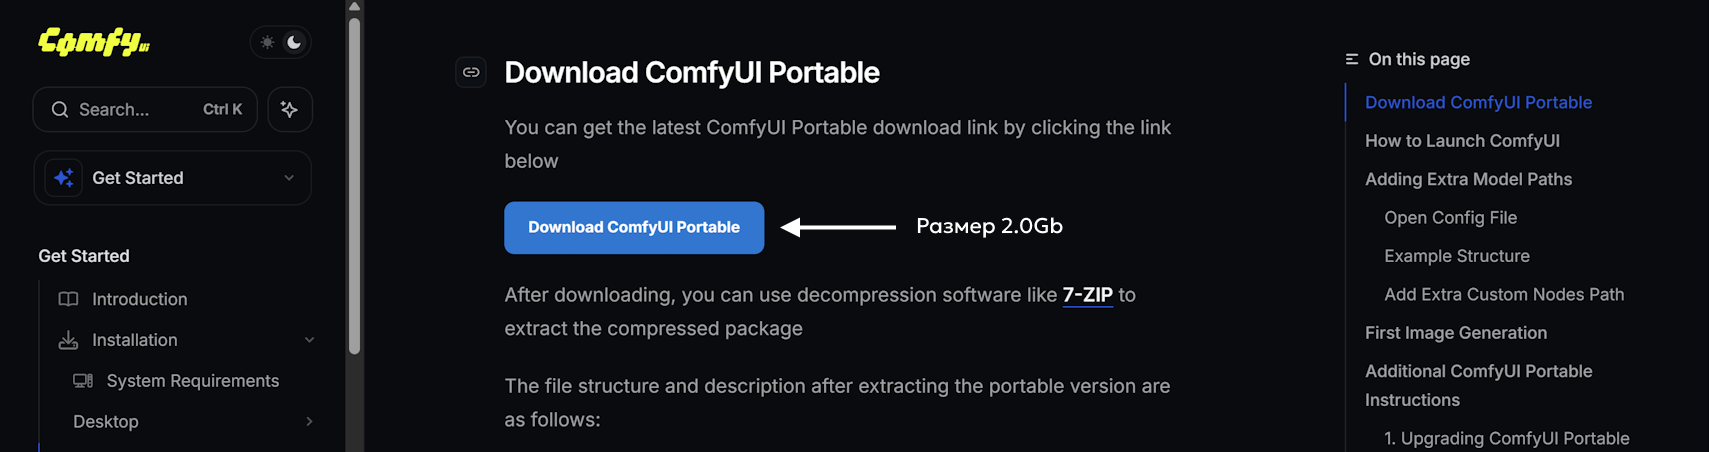 Comfy ui
Search...
Ctrl K
Get Started
Get Started
Introduction
Installation
System Requirements
Desktop
Download ComfyUI Portable
You can get the latest ComfyUI Portable download link by clicking the link
below
Download ComfyUI Portable
Размер 2.0Gb
After downloading, you can use decompression software like 7-ZIP to
extract the compressed package
The file structure and description after extracting the portable version are
as follows:
On this page
Download ComfyUI Portable
How to Launch ComfyUI
Adding Extra Model Paths
Open Config File
Example Structure
Add Extra Custom Nodes Path
First Image Generation
Additional ComfyUI Portable
Instructions
1. Upgrading ComfyUI Portable